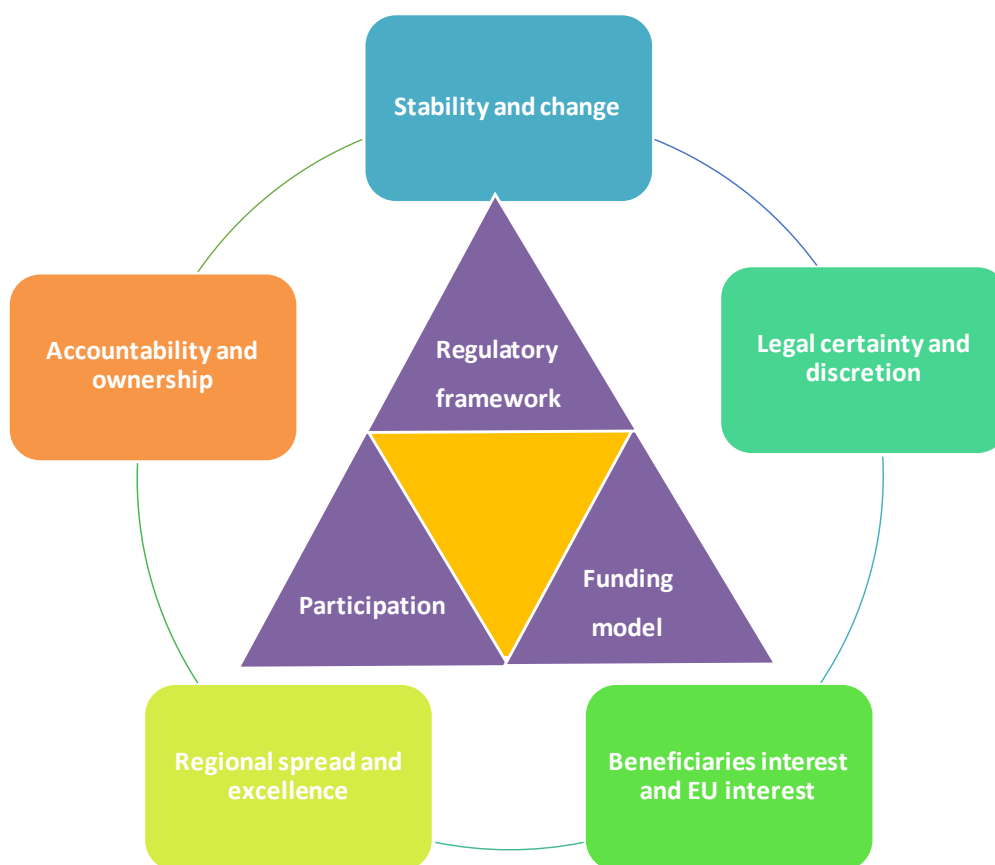 Stability and change
Accountability and
ownership
Legal certainty and
discretion
Regulatory
framework
Participation
Funding
model
Regional spread and
excellence
Beneficiaries interest
and EU interest